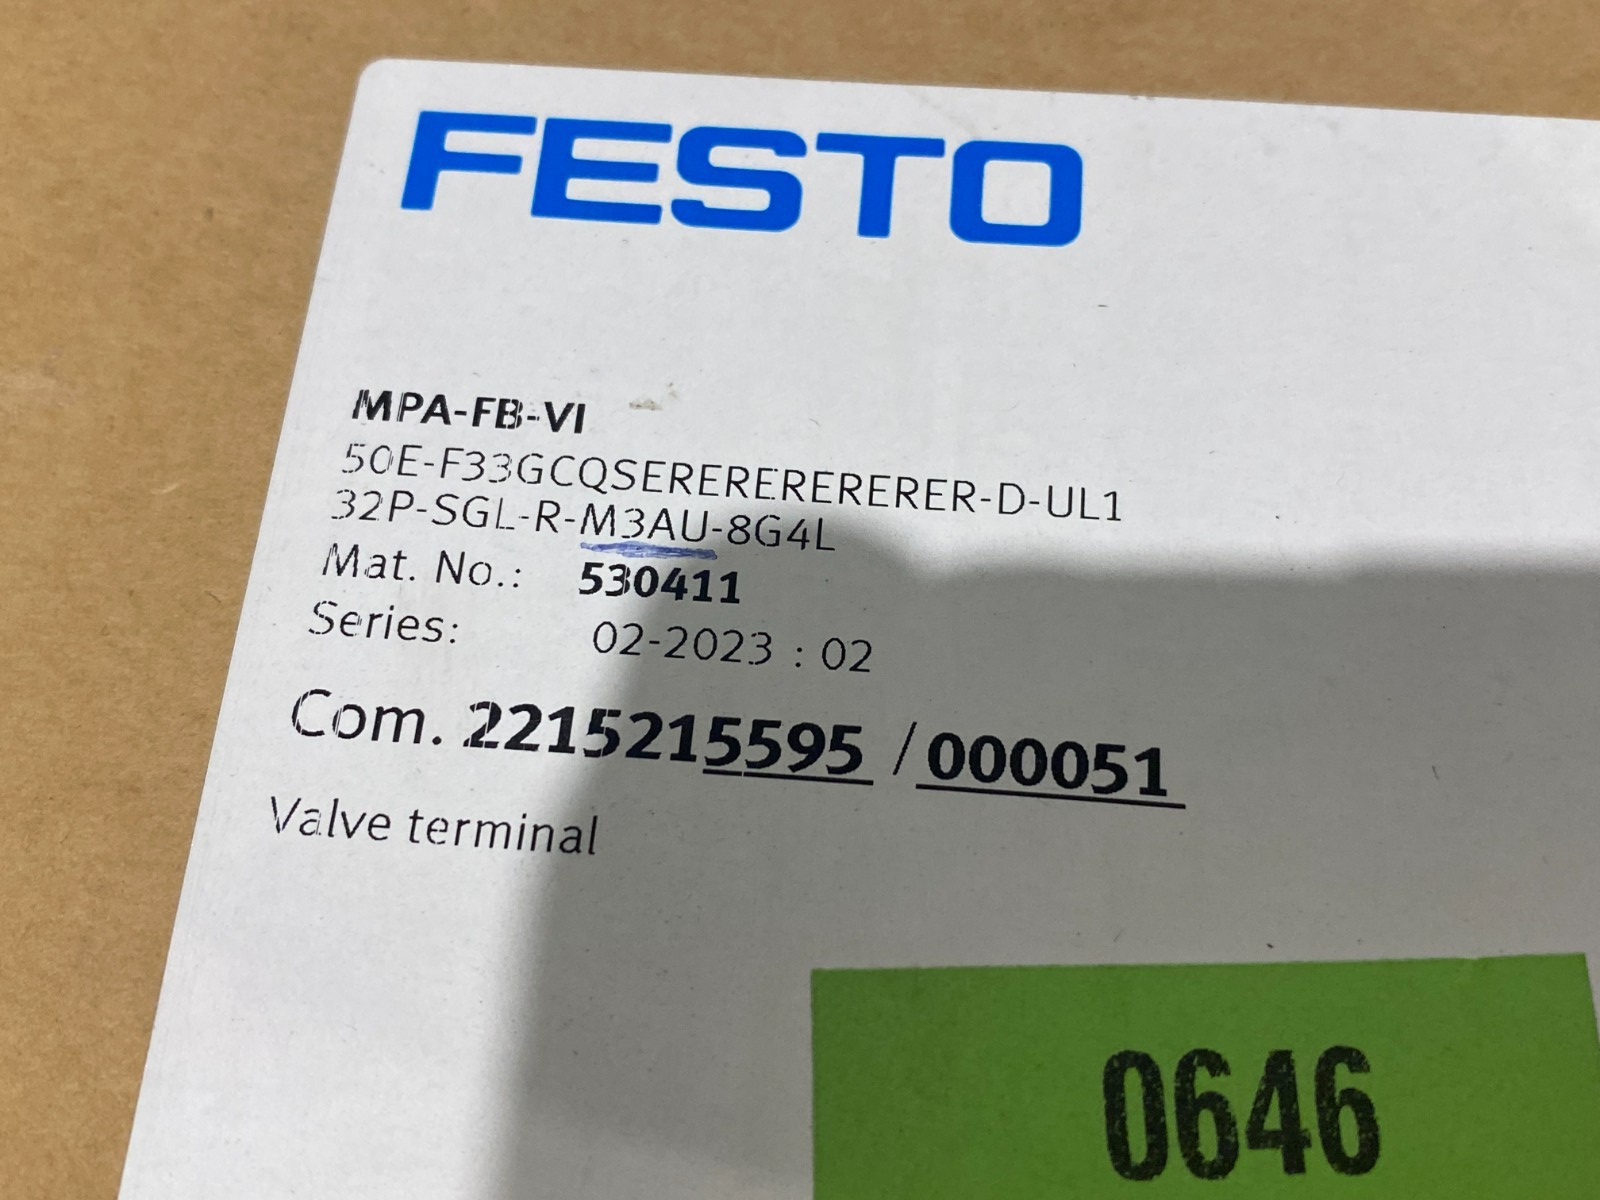 FESTO
MPA-FB-VI
50E-F33GCQSERERERERERERER-D-UL1
32P-SGL-R-M3AU-8G4L
Mat. No.: 530411
Series: 02-2023 : 02
Com. 2215215595 / 000051
Valve terminal
0646